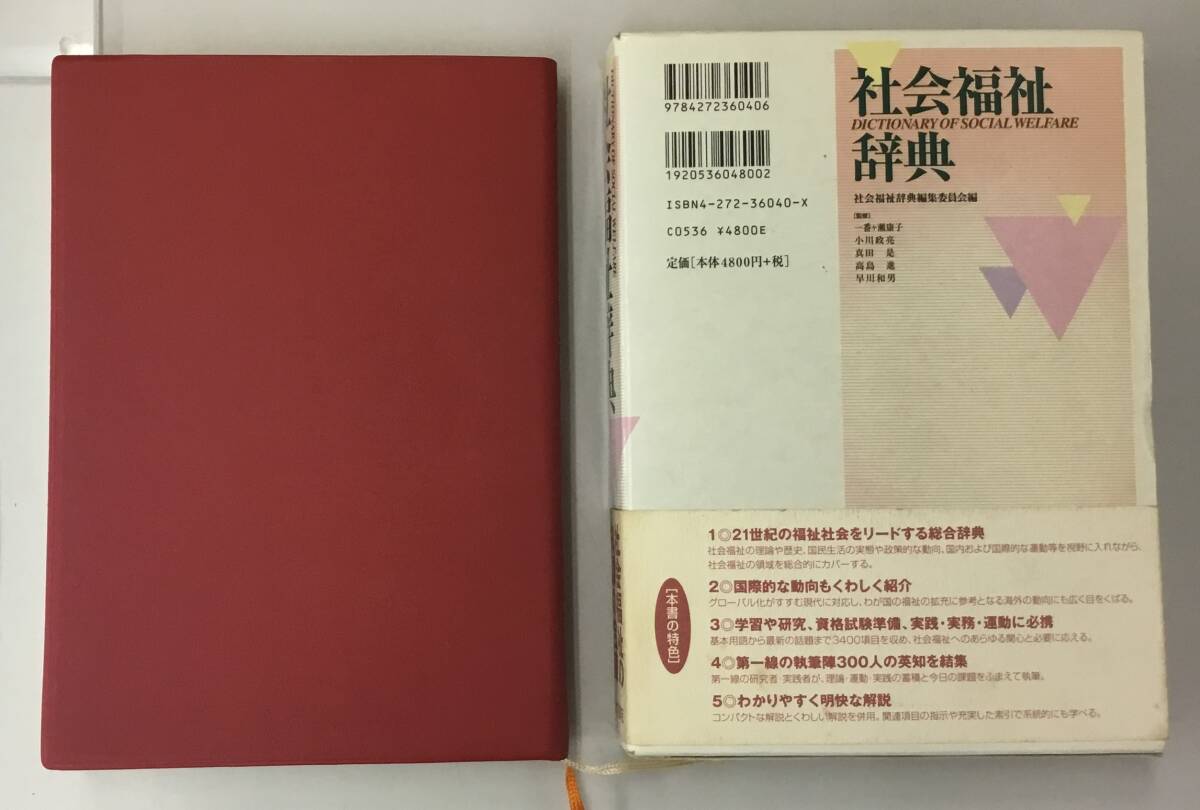 9784272360406
1920536048002
ISBN4-272-36040-X
C0536 ¥4800E
定価[本体4800円+税]
社会福祉
DICTIONARY OF SOCIAL WELFARE
辞典
社会福祉辞典編集委員会編
[監修]
一番ヶ瀬康子
小川政亮
真田 是
高島 進
早川和男
[本書の特色]
1◎21世紀の福祉社会をリードする総合辞典
社会福祉の理論や歴史、国民生活の実態や政策的な動向、国内および国際的な運動等を視野に入れながら、
社会福祉の領域を総合的にカバーする。
2◎国際的な動向もくわしく紹介
グローバル化がすすむ現代に対応し、わが国の福祉の拡充に参考となる海外の動向にも広く目をくばる。
3◎学習や研究、資格試験準備、実践・実務・運動に必携
基本用語から最新の話題まで3400項目を収め、社会福祉へのあらゆる関心と必要に応える。
4◎第一線の執筆陣300人の英知を結集
第一線の研究者・実践者が、理論・運動・実践の蓄積と今日の課題をふまえて執筆。
5◎わかりやすく明快な解説
コンパクトな解説とくわしい解説を併用。関連項目の指示や充実した索引で系統的にも学べる。